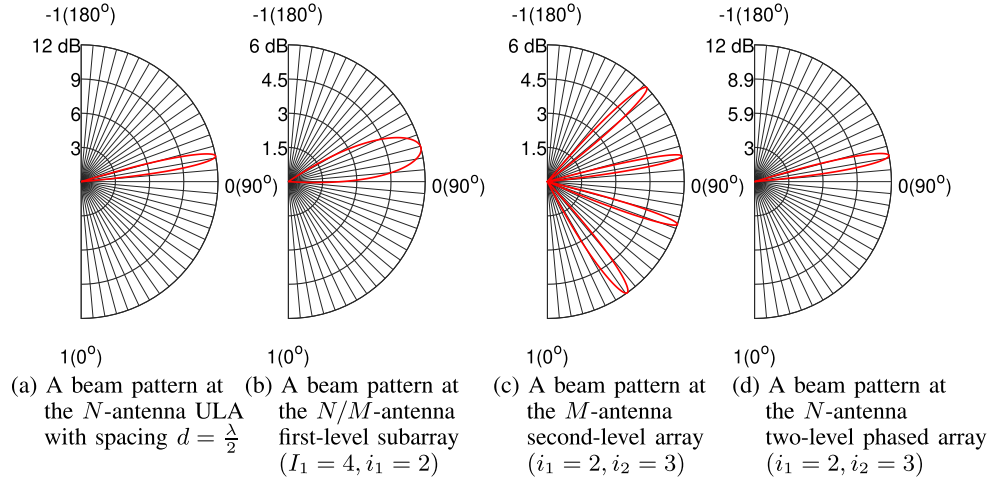 -1(180°)
12 dB
9
6
3
0(90°)
1(0°)
(a) A beam pattern at
the N-antenna ULA
with spacing d = λ/2
-1(180°)
6 dB
4.5
3
1.5
0(90°)
1(0°)
(b) A beam pattern at
the N/M-antenna
first-level subarray
(I₁ = 4, i₁ = 2)
-1(180°)
6 dB
4.5
3
1.5
0(90°)
1(0°)
(c) A beam pattern at
the M-antenna
second-level array
(i₁ = 2, i₂ = 3)
-1(180°)
12 dB
8.9
5.9
3
0(90°)
1(0°)
(d) A beam pattern at
the N-antenna
two-level phased array
(i₁ = 2, i₂ = 3)